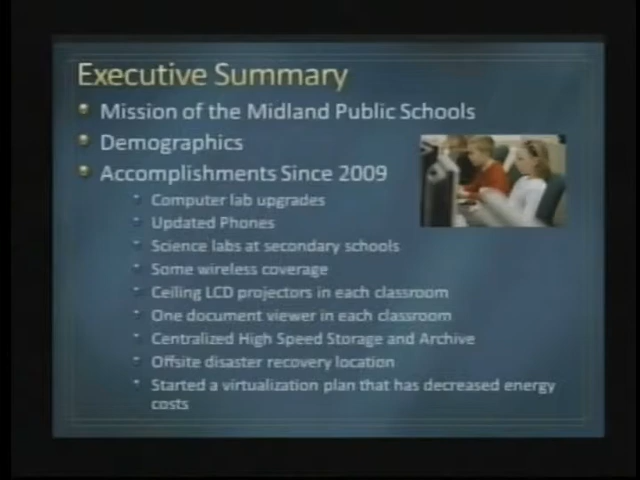 Executive Summary
Mission of the Midland Public Schools
Demographics
Accomplishments Since 2009
Computer lab upgrades
Updated Phones
Science labs at secondary schools
Some wireless coverage
Ceiling LCD projectors in each classroom
One document viewer in each classroom
Centralized High Speed Storage and Archive
Offsite disaster recovery location
Started a virtualization plan that has decreased energy
costs